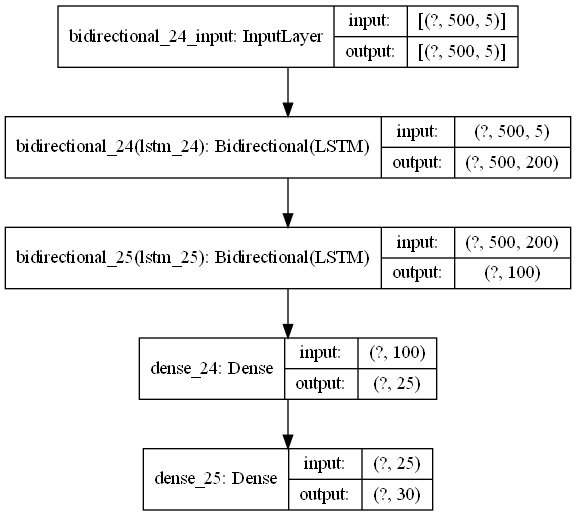 bidirectional_24_input: InputLayer
input: [(?, 500, 5)]
output: [(?, 500, 5)]
bidirectional_24(lstm_24): Bidirectional(LSTM)
input: (?, 500, 5)
output: (?, 500, 200)
bidirectional_25(lstm_25): Bidirectional(LSTM)
input: (?, 500, 200)
output: (?, 100)
dense_24: Dense
input: (?, 100)
output: (?, 25)
dense_25: Dense
input: (?, 25)
output: (?, 30)